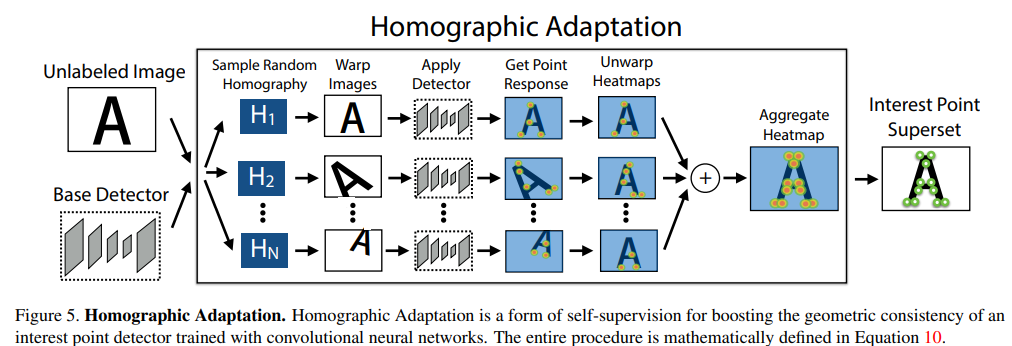 Homographic Adaptation
Unlabeled Image
A
Base Detector
Sample Random
Homography
Warp
Images
Apply
Detector
Get Point
Response
Unwarp
Heatmaps
H1
A
A
A
H2
A
A
A
HN
A
A
A
Aggregate
Heatmap
A
Interest Point
Superset
A
Figure 5. Homographic Adaptation. Homographic Adaptation is a form of self-supervision for boosting the geometric consistency of an
interest point detector trained with convolutional neural networks. The entire procedure is mathematically defined in Equation 10.